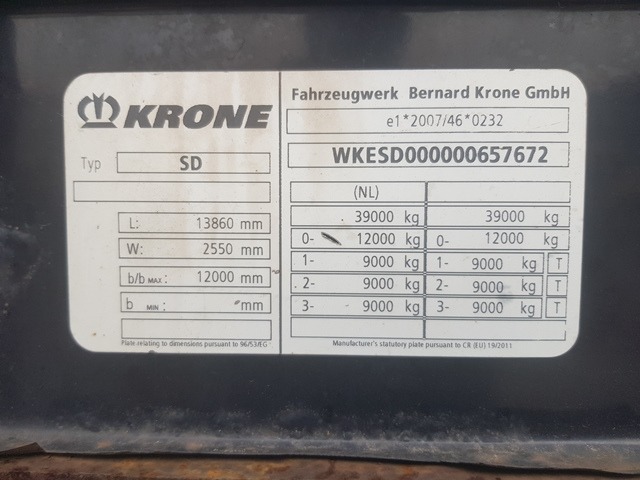 KRONE
Typ SD
L: 13860 mm
W: 2550 mm
b/b MAX: 12000 mm
b MIN: mm
Plate relating to dimensions pursuant to 96/53/EG
Fahrzeugwerk Bernard Krone GmbH
e1*2007/46*0232
WKESD000000657672
(NL)
39000 kg 39000 kg
0- 12000 kg 0- 12000 kg
1- 9000 kg 1- 9000 kg T
2- 9000 kg 2- 9000 kg T
3- 9000 kg 3- 9000 kg T
Manufacturer's statutory plate pursuant to CR (EU) 19/2011